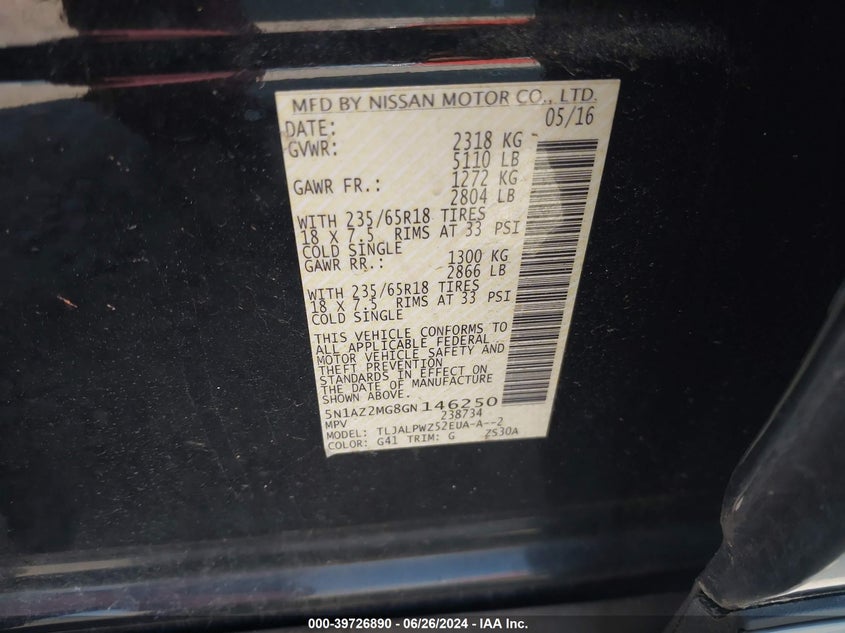 MFD BY NISSAN MOTOR CO., LTD.
DATE: 05/16
GVWR: 2318 KG
5110 LB
GAWR FR.: 1272 KG
2804 LB
WITH 235/65R18 TIRES
18 X 7.5 RIMS AT 33 PSI
COLD SINGLE
GAWR RR.: 1300 KG
2866 LB
WITH 235/65R18 TIRES
18 X 7.5 RIMS AT 33 PSI
COLD SINGLE
THIS VEHICLE CONFORMS TO
ALL APPLICABLE FEDERAL
MOTOR VEHICLE SAFETY AND
THEFT PREVENTION
STANDARDS IN EFFECT ON
THE DATE OF MANUFACTURE
SHOWN ABOVE.
5N1AZ2MG8GN146250
MPV 238734
MODEL: TLJALPWZ52EUA-A--2
COLOR: G41 TRIM: G ZS30A
000-39726890 - 06/26/2024 - IAA Inc.